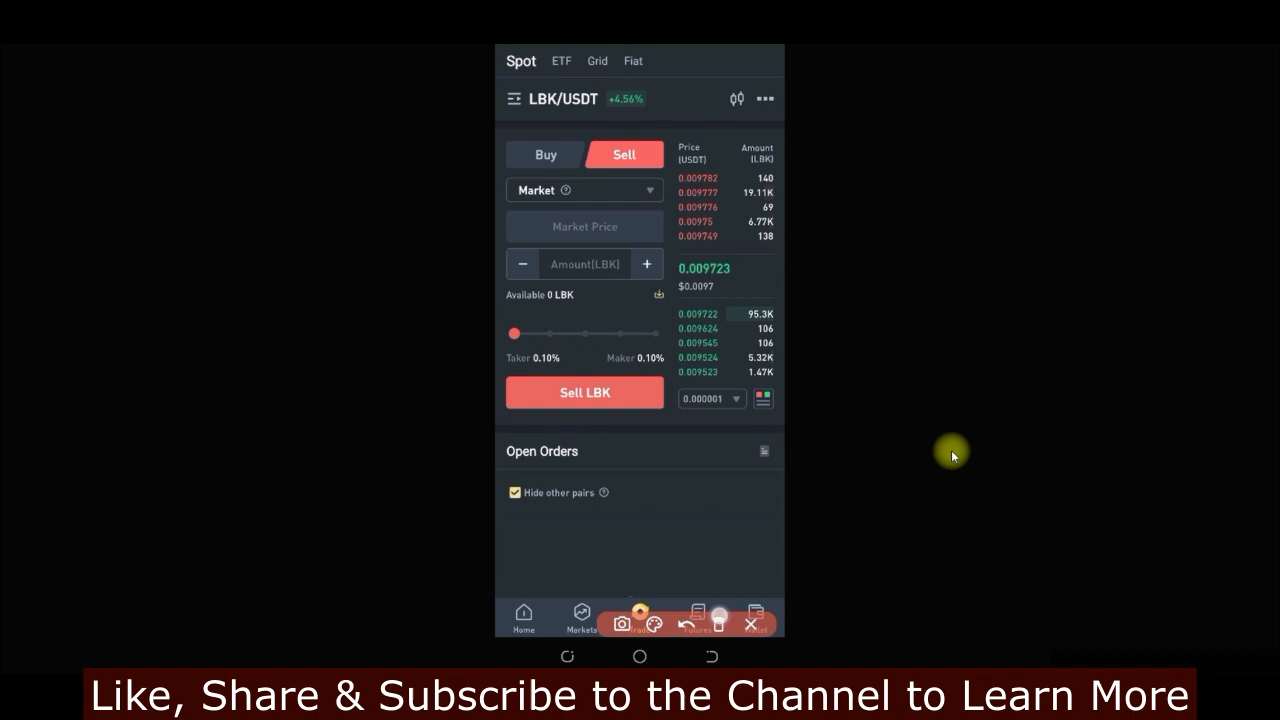 Spot ETF Grid Fiat
LBK/USDT +4.56%
Buy Sell
Market
Market Price
− Amount(LBK) +
Available 0 LBK
Taker 0.10% Maker 0.10%
Sell LBK
Price Amount
(USDT) (LBK)
0.009782 140
0.009777 19.11K
0.009776 69
0.00975 6.77K
0.009749 138
0.009723
$0.0097
0.009722 95.3K
0.009624 106
0.009545 106
0.009524 5.32K
0.009523 1.47K
0.000001
Open Orders
Hide other pairs
Home Markets
Like, Share & Subscribe to the Channel to Learn More